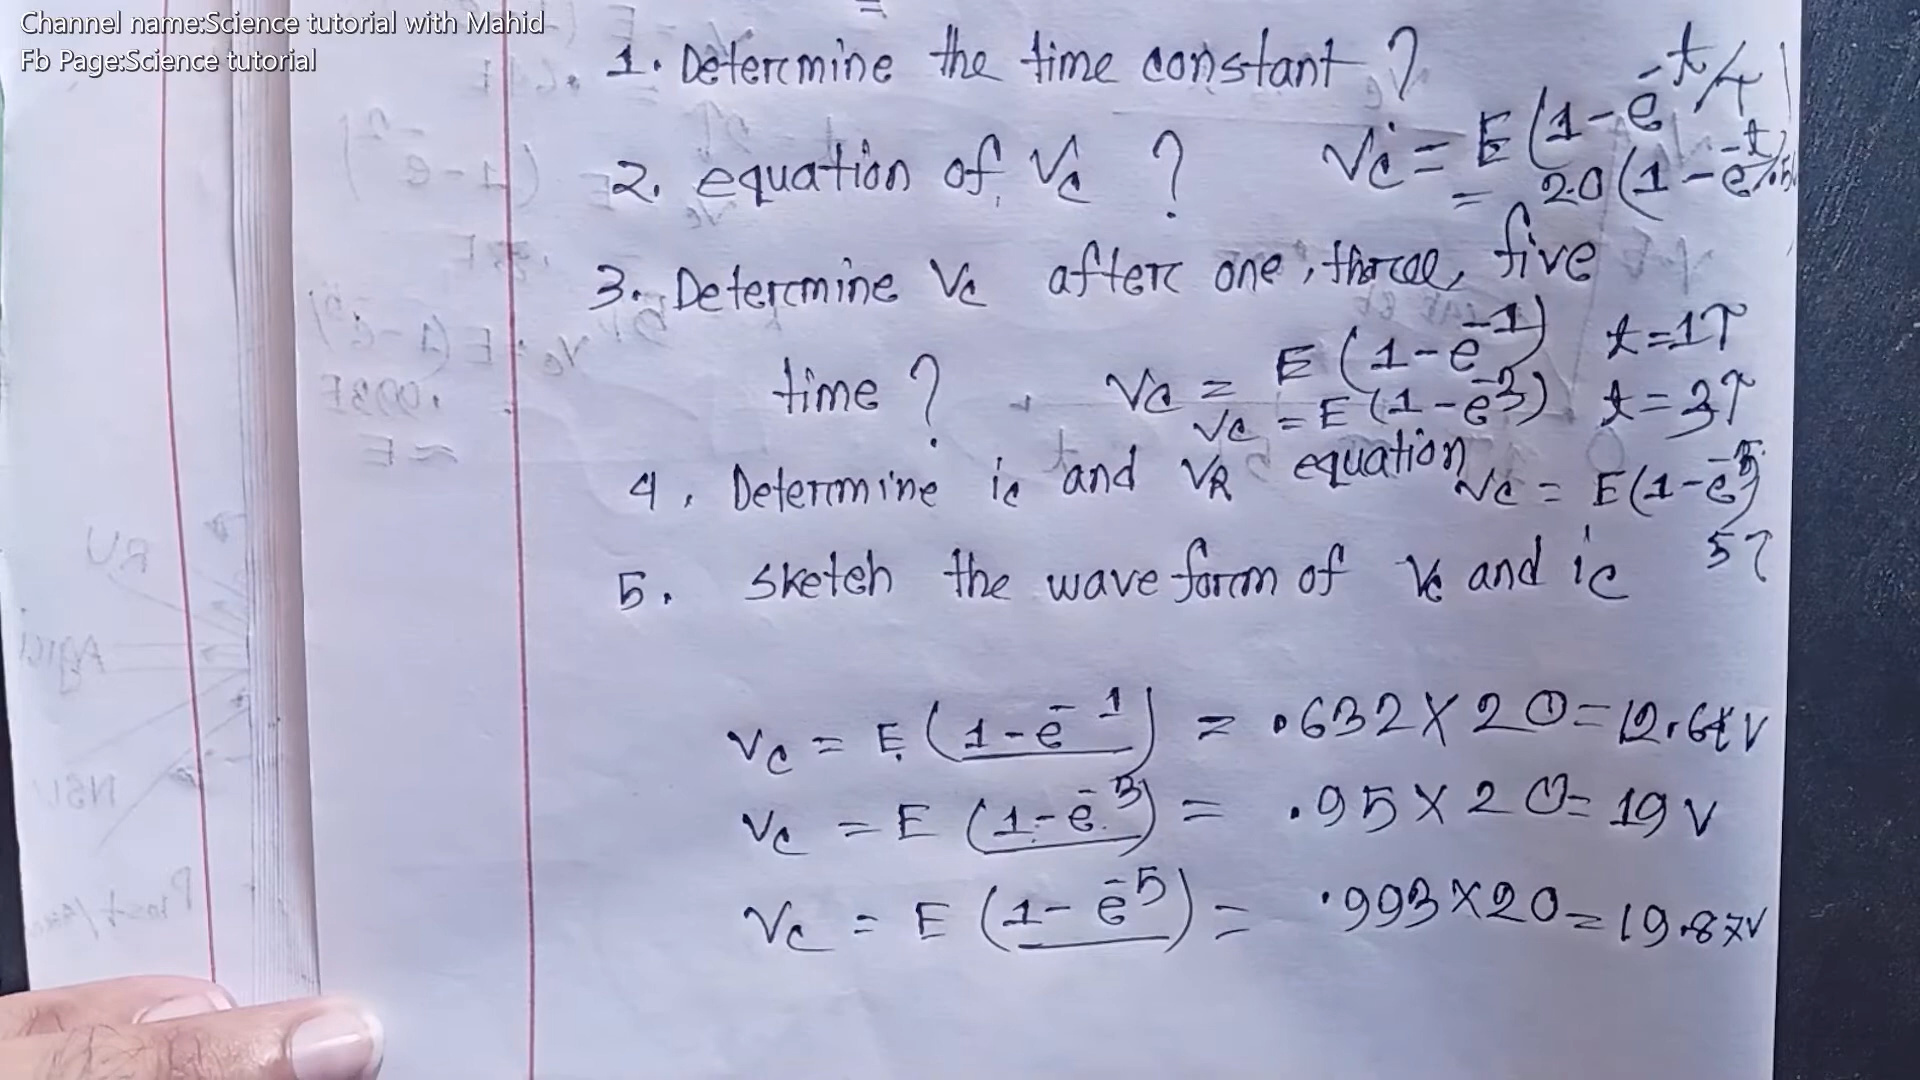 Channel name:Science tutorial with Mahid
Fb Page:Science tutorial
1. Determine the time constant ?
2. equation of Vc ? Vc = E (1-e^-t/τ)
= 20 (1-e^-t/
3. Determine Vc after one, three, five
time ? Vc = E (1-e^-1) t=1τ
Vc = E (1-e^-3) t=3τ
4. Determine ic and VR equation Vc = E(1-e^-5)
5τ
5. sketch the wave form of Vc and ic
Vc = E (1-e^-1) = .632 X 20 = 12.64 V
Vc = E (1-e^-3) = .95 X 20 = 19 V
Vc = E (1-e^-5) = .993 X 20 = 19.87V